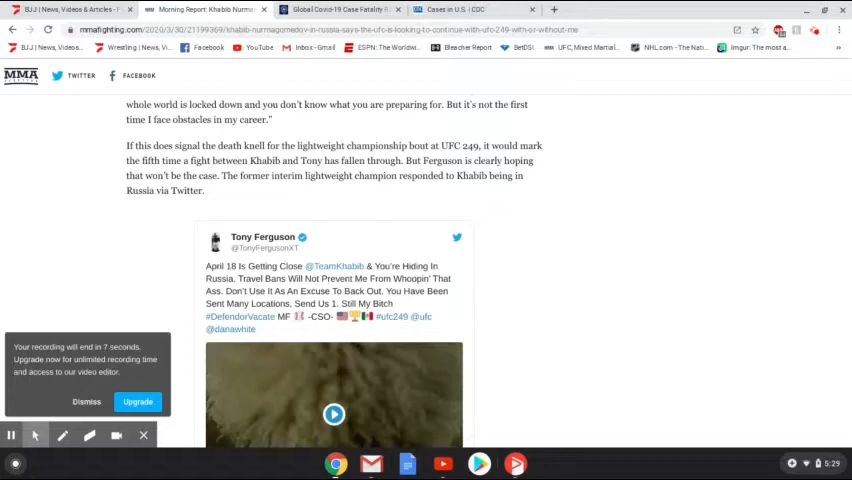 BJJ | News, Videos & Articles - F
Morning Report: Khabib Nurma
Global Covid-19 Case Fatality R
Cases in U.S. | CDC
mmafighting.com/2020/3/30/21199369/khabib-nurmagomedov-in-russia-says-the-ufc-is-looking-to-continue-with-ufc-249-with-or-without-me
BJJ | News, Videos...
Wrestling | News, Vi...
Facebook
YouTube
Inbox - Gmail
ESPN: The Worldwi...
Bleacher Report
BetDSI
UFC, Mixed Martial...
NHL.com - The Nati...
Imgur: The most a...
MMA
TWITTER
FACEBOOK
whole world is locked down and you don't know what you are preparing for. But it's not the first
time I face obstacles in my career.”
If this does signal the death knell for the lightweight championship bout at UFC 249, it would mark
the fifth time a fight between Khabib and Tony has fallen through. But Ferguson is clearly hoping
that won't be the case. The former interim lightweight champion responded to Khabib being in
Russia via Twitter.
Tony Ferguson
@TonyFergusonXT
April 18 Is Getting Close @TeamKhabib & You're Hiding In
Russia. Travel Bans Will Not Prevent Me From Whoopin' That
Ass. Don't Use It As An Excuse To Back Out. You Have Been
Sent Many Locations, Send Us 1. Still My Bitch
#DefendorVacate MF -CSO- #ufc249 @ufc
@danawhite
Your recording will end in 7 seconds.
Upgrade now for unlimited recording time
and access to our video editor.
Dismiss
Upgrade
5:29